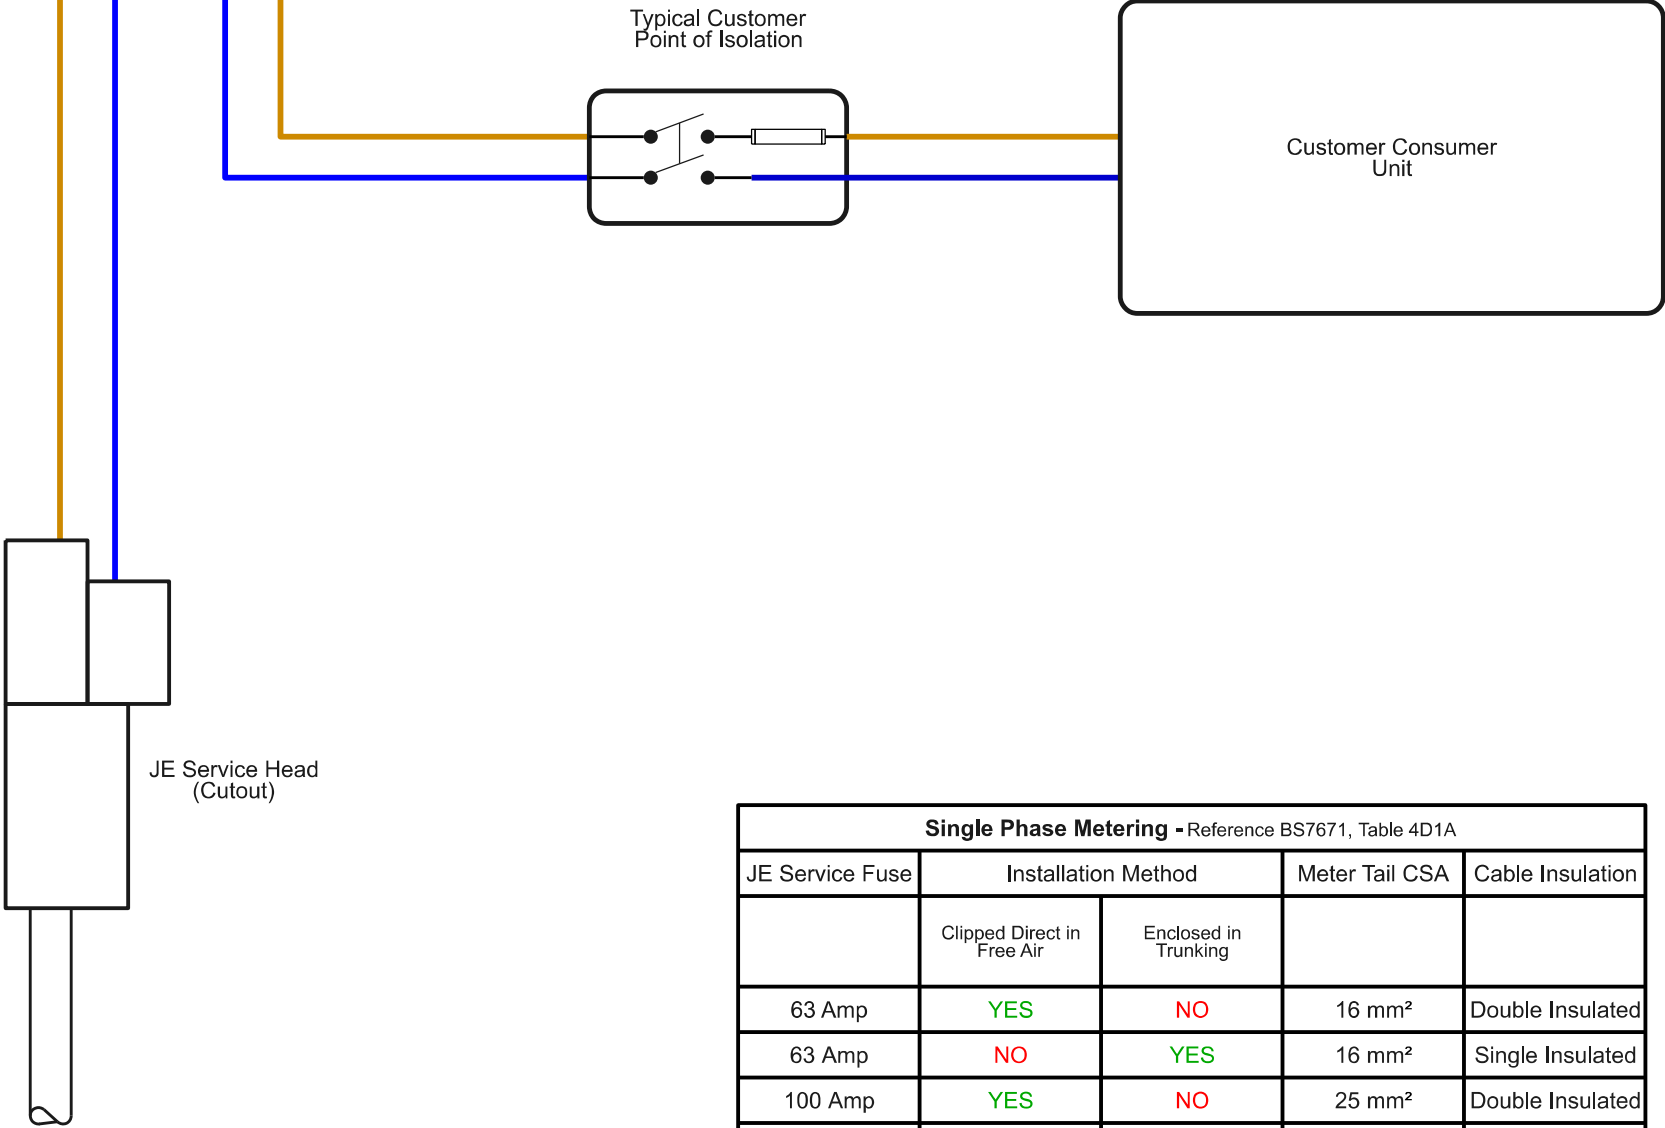 Typical Customer
Point of Isolation
Customer Consumer
Unit
JE Service Head
(Cutout)
Single Phase Metering - Reference BS7671, Table 4D1A
JE Service Fuse Installation Method Meter Tail CSA Cable Insulation
Clipped Direct in
Free Air
Enclosed in
Trunking
63 Amp YES NO 16 mm² Double Insulated
63 Amp NO YES 16 mm² Single Insulated
100 Amp YES NO 25 mm² Double Insulated